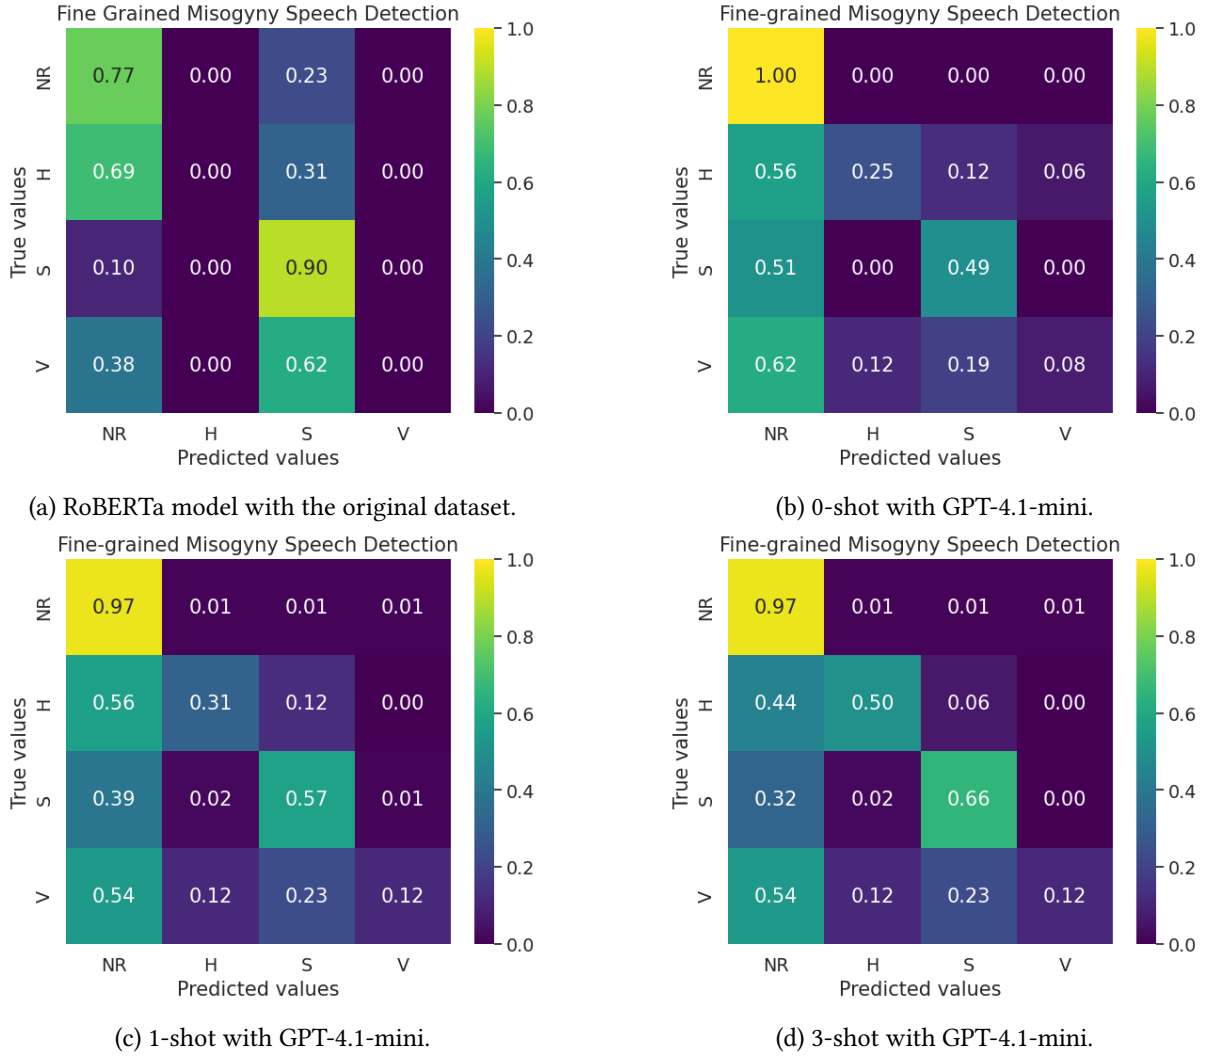 Fine Grained Misogyny Speech Detection
True values
NR 0.77 0.00 0.23 0.00
H 0.69 0.00 0.31 0.00
S 0.10 0.00 0.90 0.00
V 0.38 0.00 0.62 0.00
NR H S V
Predicted values
1.0
0.8
0.6
0.4
0.2
0.0
(a) RoBERTa model with the original dataset.
Fine-grained Misogyny Speech Detection
True values
NR 1.00 0.00 0.00 0.00
H 0.56 0.25 0.12 0.06
S 0.51 0.00 0.49 0.00
V 0.62 0.12 0.19 0.08
NR H S V
Predicted values
1.0
0.8
0.6
0.4
0.2
0.0
(b) 0-shot with GPT-4.1-mini.
Fine-grained Misogyny Speech Detection
True values
NR 0.97 0.01 0.01 0.01
H 0.56 0.31 0.12 0.00
S 0.39 0.02 0.57 0.01
V 0.54 0.12 0.23 0.12
NR H S V
Predicted values
1.0
0.8
0.6
0.4
0.2
0.0
(c) 1-shot with GPT-4.1-mini.
Fine-grained Misogyny Speech Detection
True values
NR 0.97 0.01 0.01 0.01
H 0.44 0.50 0.06 0.00
S 0.32 0.02 0.66 0.00
V 0.54 0.12 0.23 0.12
NR H S V
Predicted values
1.0
0.8
0.6
0.4
0.2
0.0
(d) 3-shot with GPT-4.1-mini.